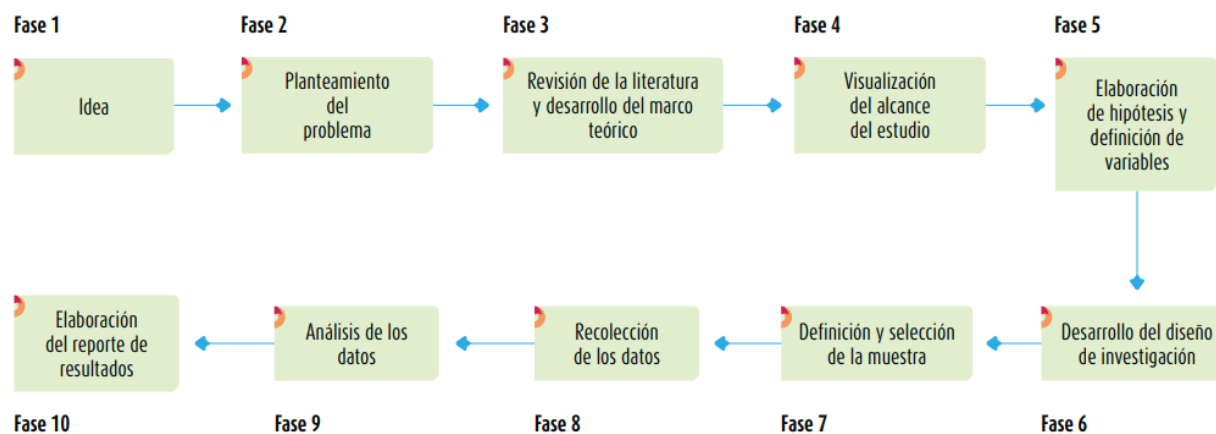 Fase 1
Idea
Fase 2
Planteamiento
del
problema
Fase 3
Revisión de la literatura
y desarrollo del marco
teórico
Fase 4
Visualización
del alcance
del estudio
Fase 5
Elaboración
de hipótesis y
definición de
variables
Desarrollo del diseño
de investigación
Fase 6
Definición y selección
de la muestra
Fase 7
Recolección
de los datos
Fase 8
Análisis de los
datos
Fase 9
Elaboración
del reporte de
resultados
Fase 10